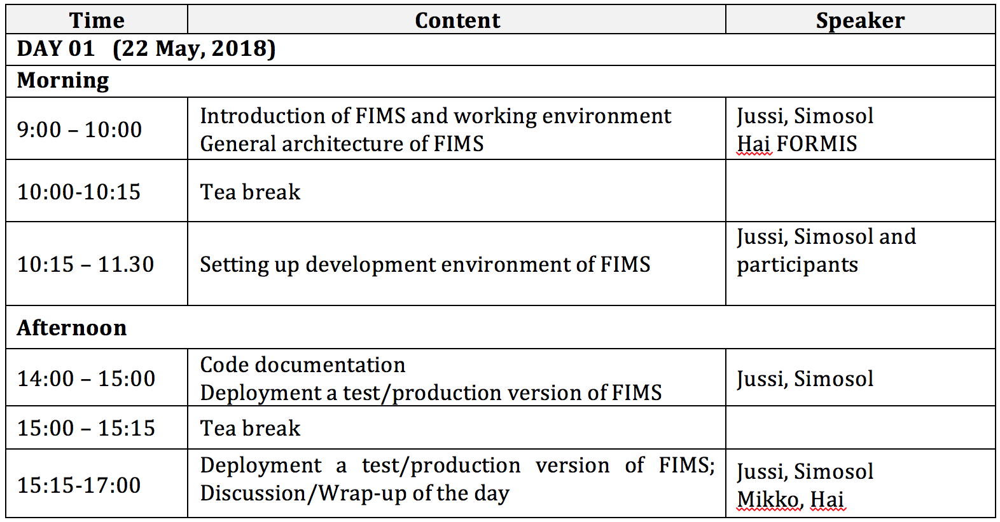 Time Content Speaker
DAY 01 (22 May, 2018)
Morning
9:00 – 10:00
Introduction of FIMS and working environment
General architecture of FIMS
Jussi, Simosol
Hai FORMIS
10:00-10:15
Tea break
10:15 – 11.30
Setting up development environment of FIMS
Jussi, Simosol and
participants
Afternoon
14:00 – 15:00
Code documentation
Deployment a test/production version of FIMS
Jussi, Simosol
15:00 – 15:15
Tea break
15:15-17:00
Deployment a test/production version of FIMS;
Discussion/Wrap-up of the day
Jussi, Simosol
Mikko, Hai